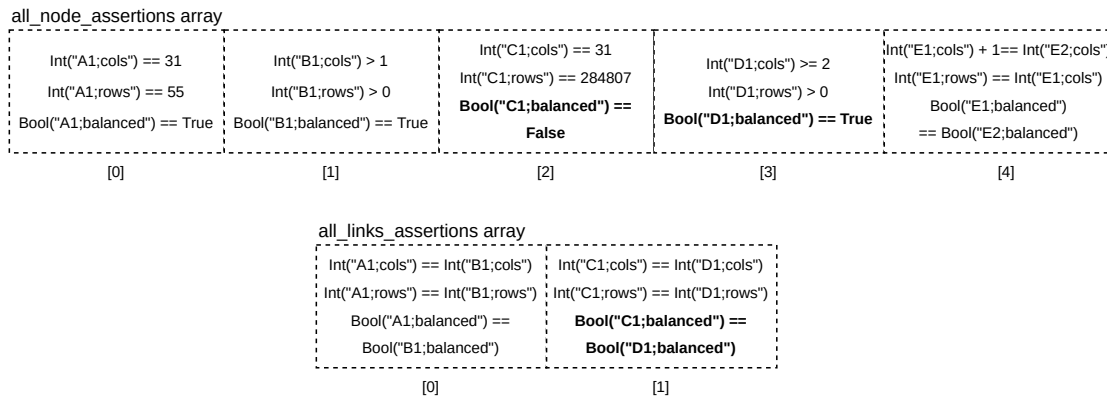 all_node_assertions array
Int("A1;cols") == 31
Int("A1;rows") == 55
Bool("A1;balanced") == True
Int("B1;cols") > 1
Int("B1;rows") > 0
Bool("B1;balanced") == True
Int("C1;cols") == 31
Int("C1;rows") == 284807
Bool("C1;balanced") ==
False
Int("D1;cols") >= 2
Int("D1;rows") > 0
Bool("D1;balanced") == True
Int("E1;cols") + 1== Int("E2;cols")
Int("E1;rows") == Int("E1;cols")
Bool("E1;balanced")
== Bool("E2;balanced")
[0]
[1]
[2]
[3]
[4]
all_links_assertions array
Int("A1;cols") == Int("B1;cols")
Int("A1;rows") == Int("B1;rows")
Bool("A1;balanced") ==
Bool("B1;balanced")
Int("C1;cols") == Int("D1;cols")
Int("C1;rows") == Int("D1;rows")
Bool("C1;balanced") ==
Bool("D1;balanced")
[0]
[1]